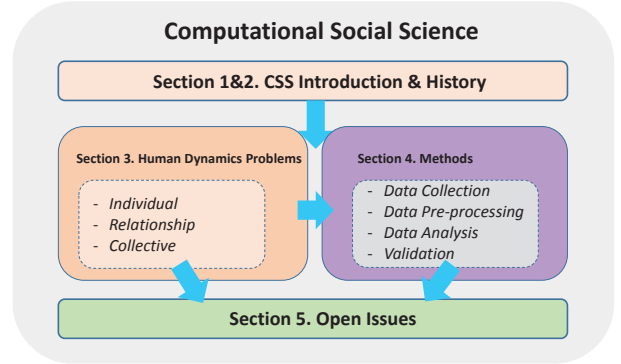 Computational Social Science
Section 1&2. CSS Introduction & History
Section 3. Human Dynamics Problems
- Individual
- Relationship
- Collective
Section 4. Methods
- Data Collection
- Data Pre-processing
- Data Analysis
- Validation
Section 5. Open Issues